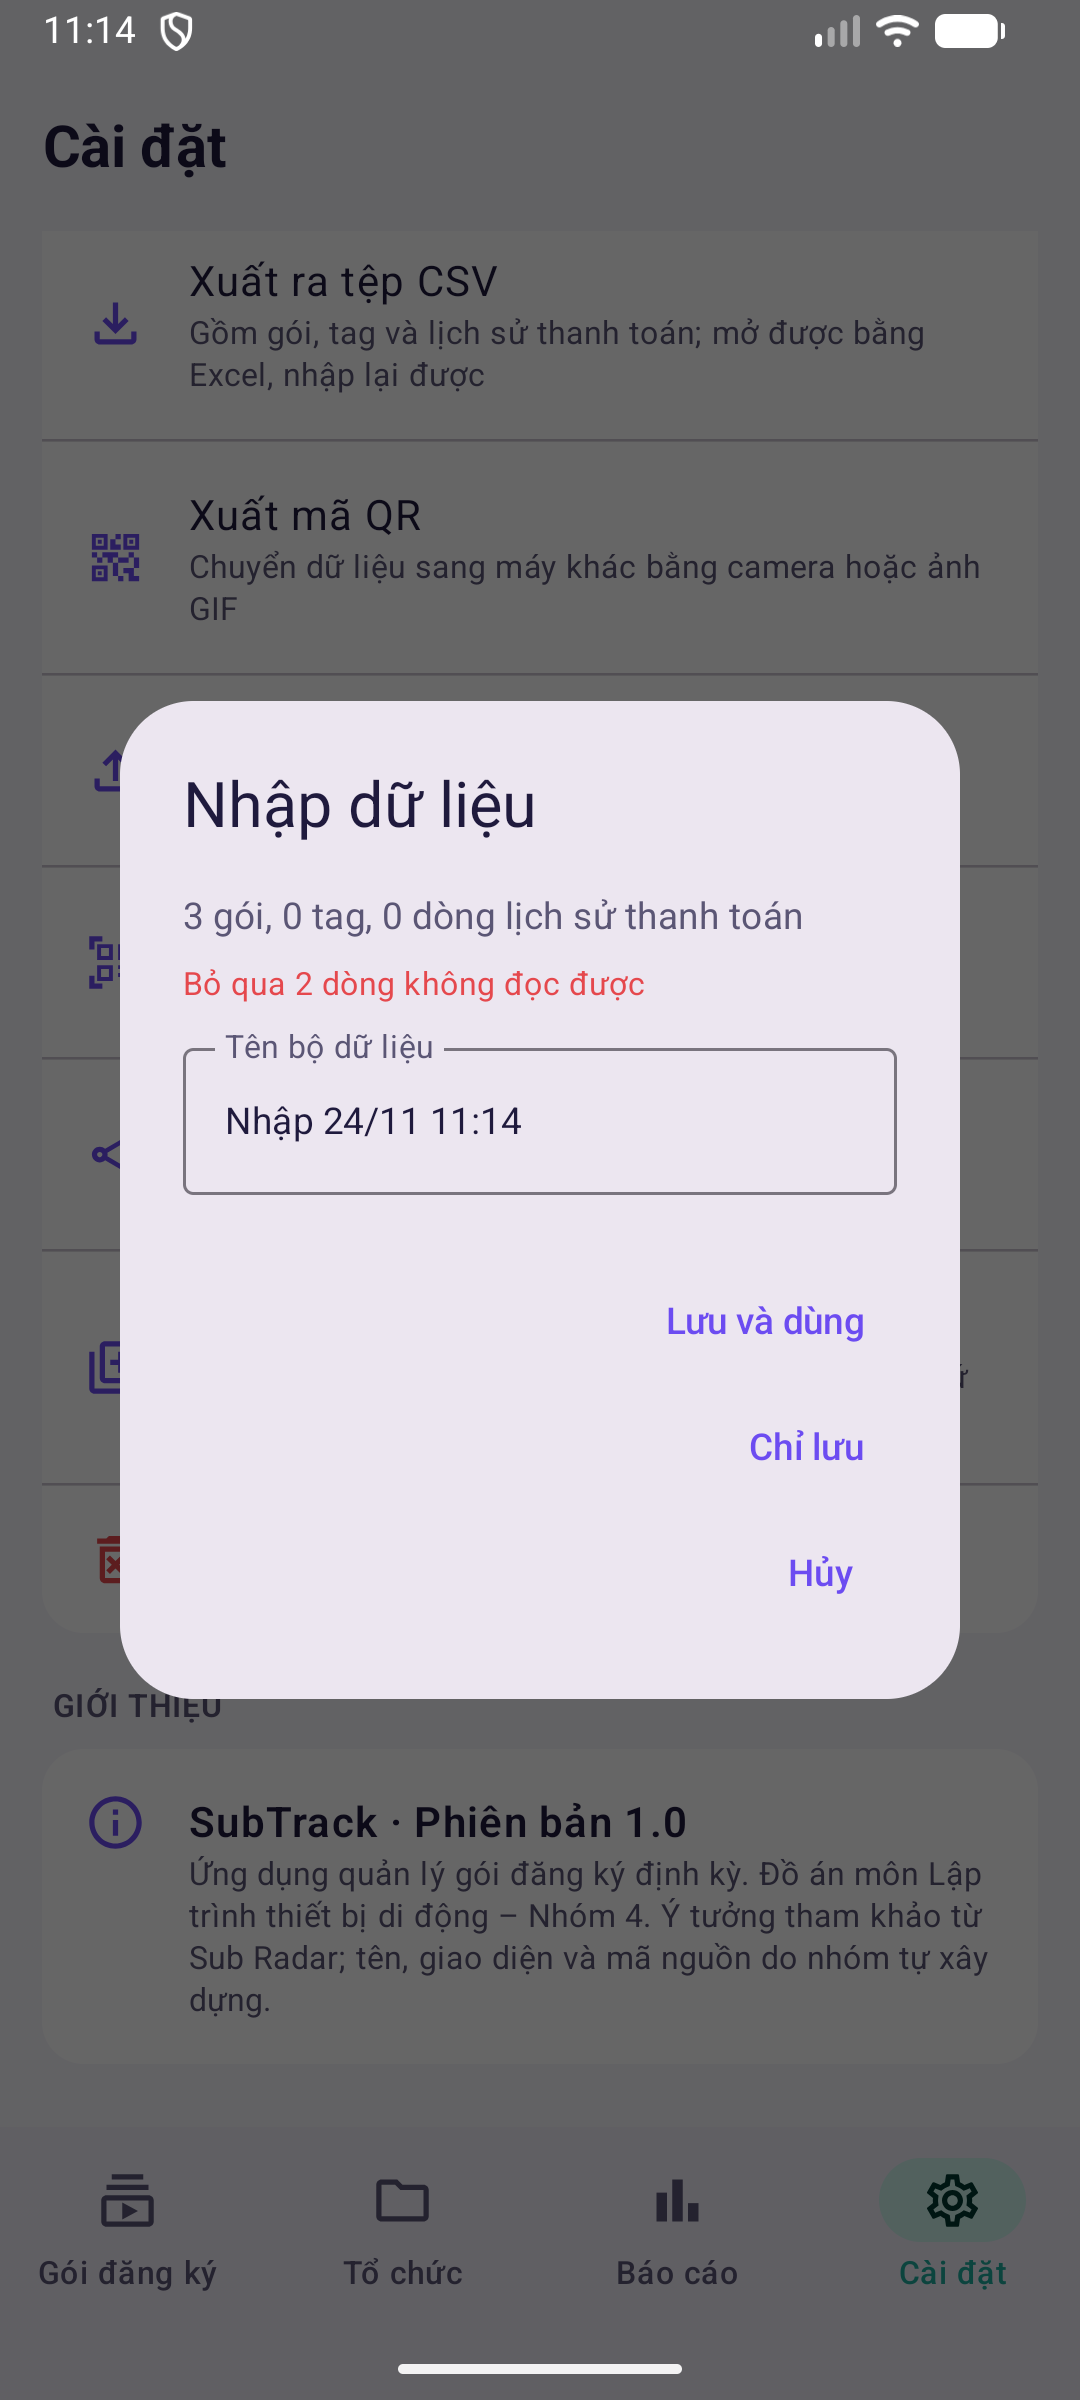 11:14
Cài đặt
Xuất ra tệp CSV
Gồm gói, tag và lịch sử thanh toán; mở được bằng
Excel, nhập lại được
Xuất mã QR
Chuyển dữ liệu sang máy khác bằng camera hoặc ảnh
GIF
Nhập dữ liệu
3 gói, 0 tag, 0 dòng lịch sử thanh toán
Bỏ qua 2 dòng không đọc được
Tên bộ dữ liệu
Nhập 24/11 11:14
Lưu và dùng
Chỉ lưu
Hủy
GIỚI THIỆU
SubTrack · Phiên bản 1.0
Ứng dụng quản lý gói đăng ký định kỳ. Đồ án môn Lập
trình thiết bị di động – Nhóm 4. Ý tưởng tham khảo từ
Sub Radar; tên, giao diện và mã nguồn do nhóm tự xây
dựng.
Gói đăng ký
Tổ chức
Báo cáo
Cài đặt